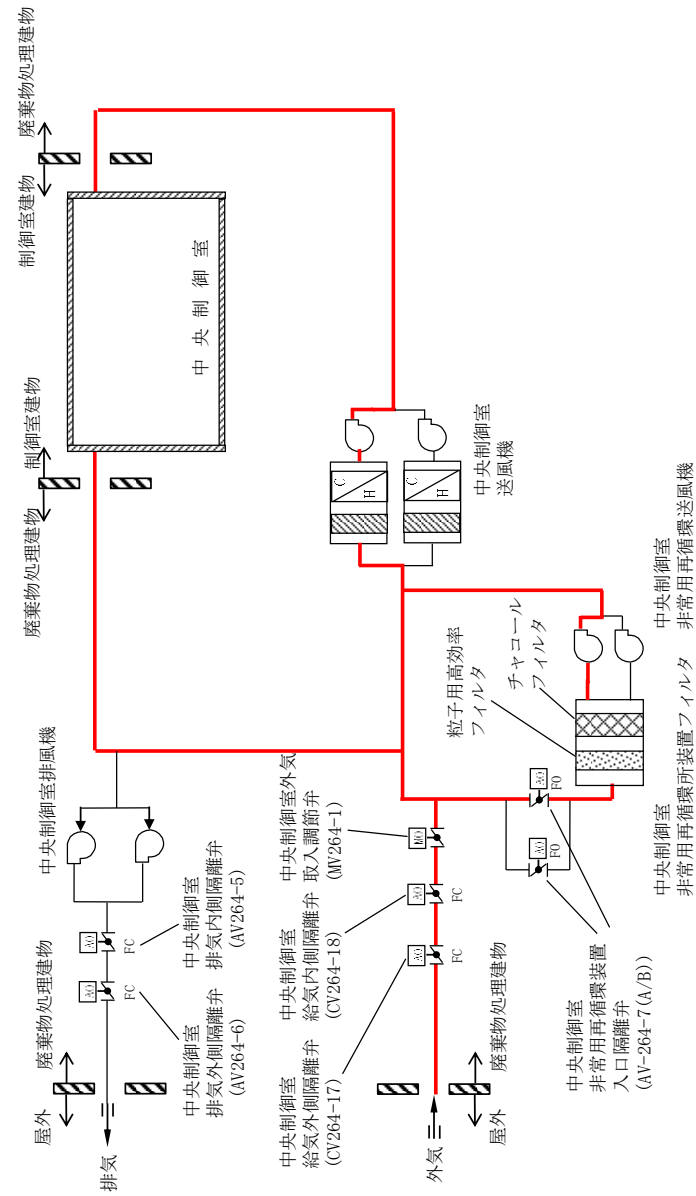 屋外
廃棄物処理建物
排気
AO
FC
AO
FC
中央制御室
排気外側隔離弁
(AV264-6)
中央制御室
排気内側隔離弁
(AV264-5)
中央制御室排風機
廃棄物処理建物
制御室建物
中央制御室
制御室建物
廃棄物処理建物
中央制御室
給気外側隔離弁
(CV264-17)
中央制御室
給気内側隔離弁
(CV264-18)
中央制御室外気
取入調節弁
(MV264-1)
外気
AO
FC
AO
FC
MO
屋外
廃棄物処理建物
C
H
C
H
中央制御室
送風機
粒子用高効率
フィルタ
チャコール
フィルタ
AO
FO
AO
FO
中央制御室
非常用再循環装置
入口隔離弁
(AV-264-7(A/B))
中央制御室
非常用再循環所装置フィルタ
中央制御室
非常用再循環送風機